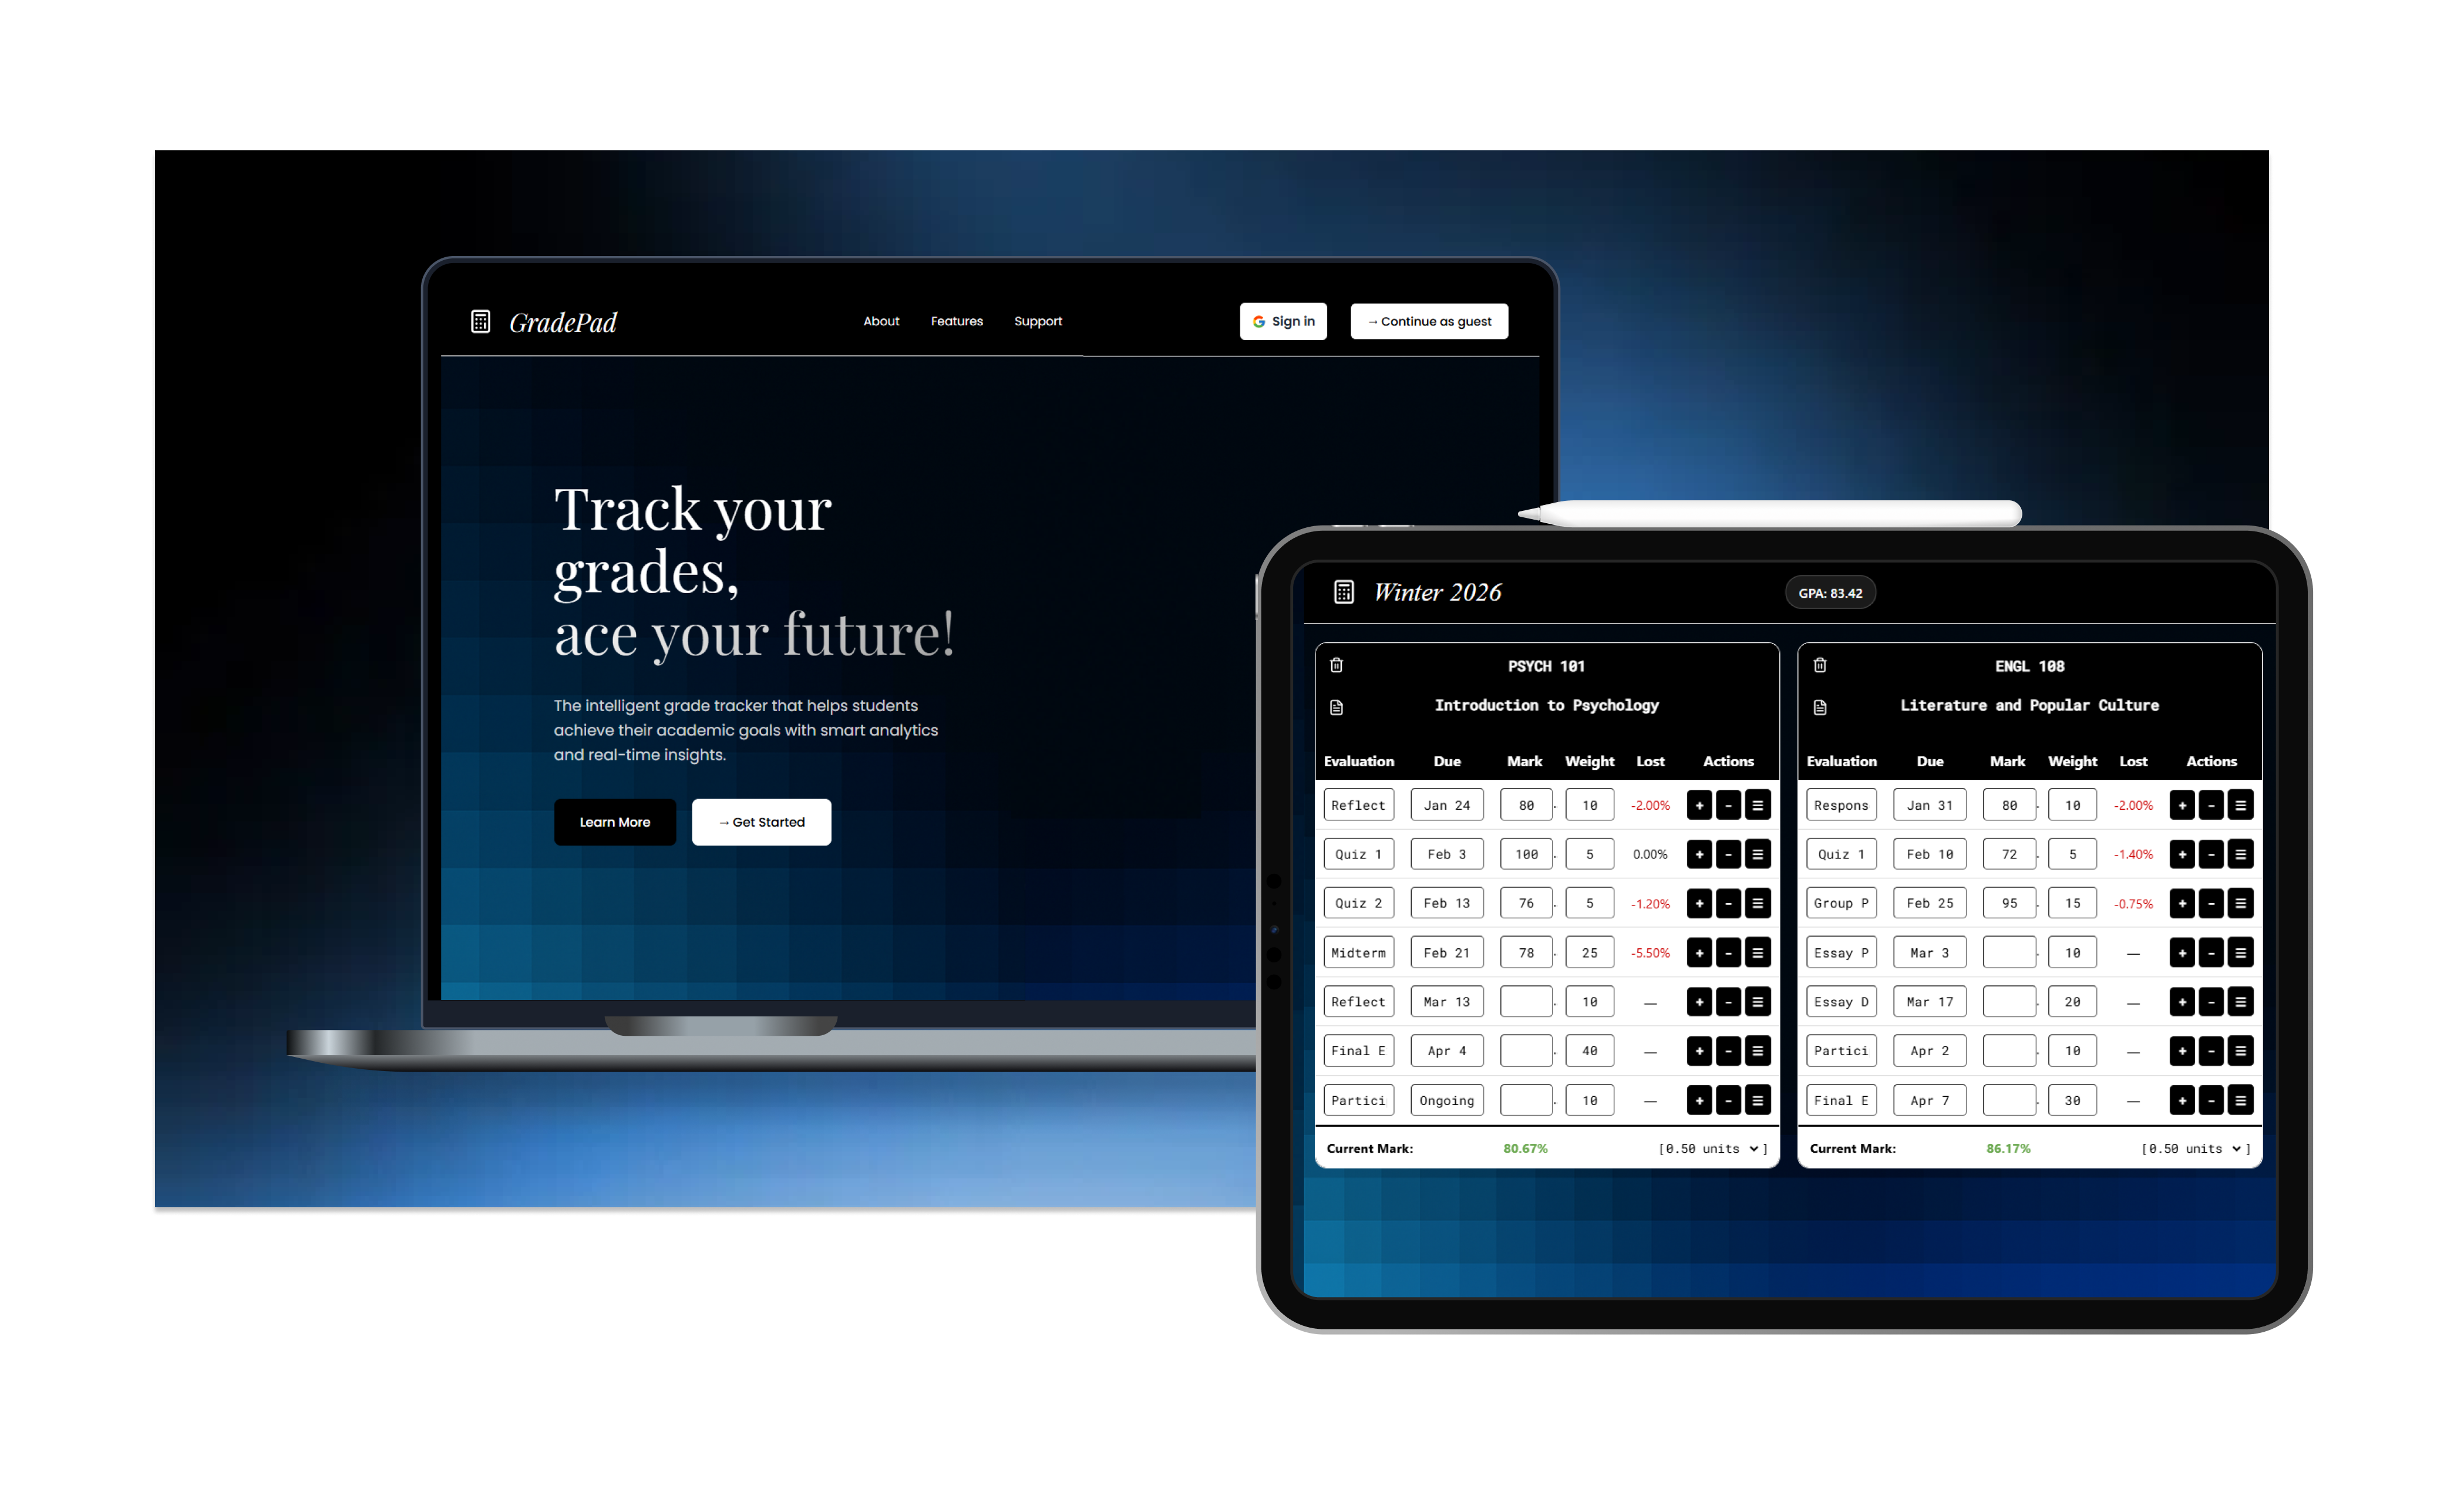 GradePad
About Features Support
Sign in
→ Continue as guest
Track your
grades,
ace your future!
The intelligent grade tracker that helps students
achieve their academic goals with smart analytics
and real-time insights.
Learn More
→ Get Started
Winter 2026
GPA: 83.42
PSYCH 101
Introduction to Psychology
Evaluation Due Mark Weight Lost Actions
Reflect Jan 24 80 10 -2.00% + -
Quiz 1 Feb 3 100 5 0.00% + -
Quiz 2 Feb 13 76 5 -1.20% + -
Midterm Feb 21 78 25 -5.50% + -
Reflect Mar 13 10 — + -
Final E Apr 4 40 — + -
Partici Ongoing 10 — + -
Current Mark: 80.67% [0.50 units ]
ENGL 108
Literature and Popular Culture
Evaluation Due Mark Weight Lost Actions
Respons Jan 31 80 10 -2.00% + -
Quiz 1 Feb 10 72 5 -1.40% + -
Group P Feb 25 95 15 -0.75% + -
Essay P Mar 3 10 — + -
Essay D Mar 17 20 — + -
Partici Apr 2 10 — + -
Final E Apr 7 30 — + -
Current Mark: 86.17% [0.50 units ]